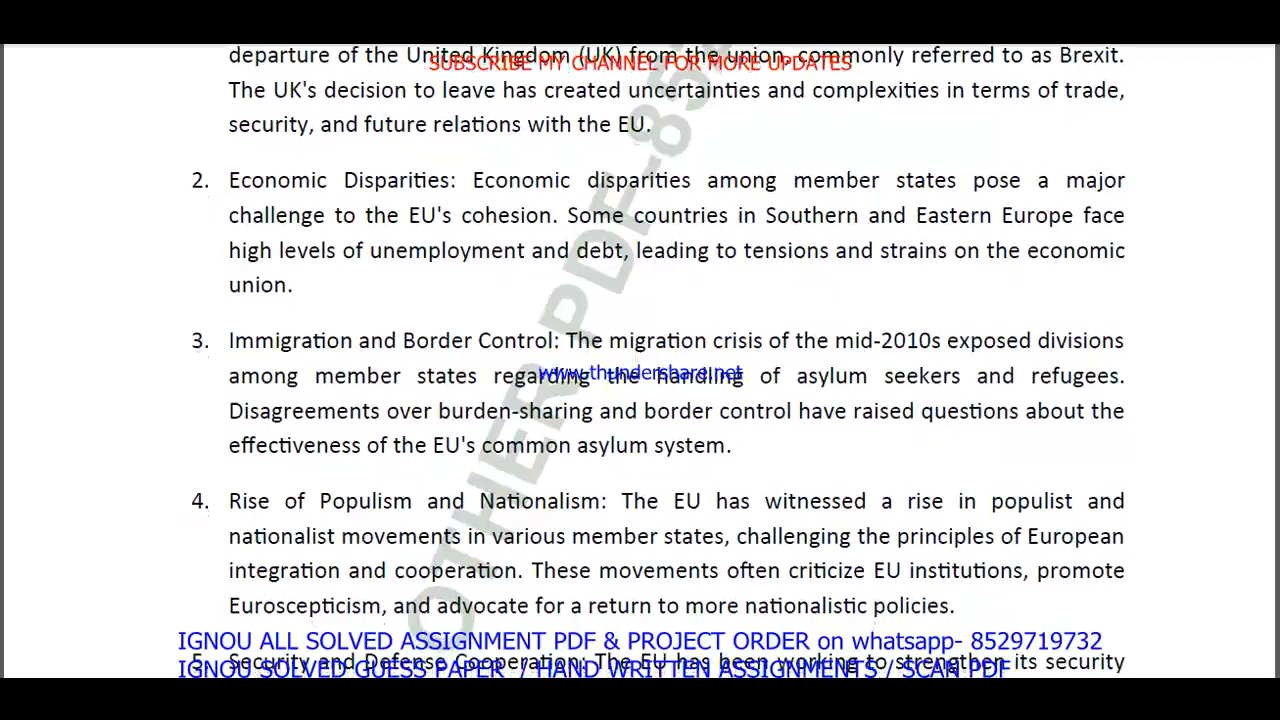 departure of the United Kingdom (UK) from the union, commonly referred to as Brexit.
SUBSCRIBE MY CHANNEL FOR MORE UPDATES
The UK's decision to leave has created uncertainties and complexities in terms of trade,
security, and future relations with the EU.
2. Economic Disparities: Economic disparities among member states pose a major
challenge to the EU's cohesion. Some countries in Southern and Eastern Europe face
high levels of unemployment and debt, leading to tensions and strains on the economic
union.
3. Immigration and Border Control: The migration crisis of the mid-2010s exposed divisions
www.thundershare.net
among member states regarding the handling of asylum seekers and refugees.
Disagreements over burden-sharing and border control have raised questions about the
effectiveness of the EU's common asylum system.
4. Rise of Populism and Nationalism: The EU has witnessed a rise in populist and
nationalist movements in various member states, challenging the principles of European
integration and cooperation. These movements often criticize EU institutions, promote
Euroscepticism, and advocate for a return to more nationalistic policies.
IGNOU ALL SOLVED ASSIGNMENT PDF & PROJECT ORDER on whatsapp- 8529719732
5. Security and Defense Cooperation: The EU has been working to strengthen its security
IGNOU SOLVED GUESS PAPER / HAND WRITTEN ASSIGNMENTS / SCAN PDF
OTHER PDF-852